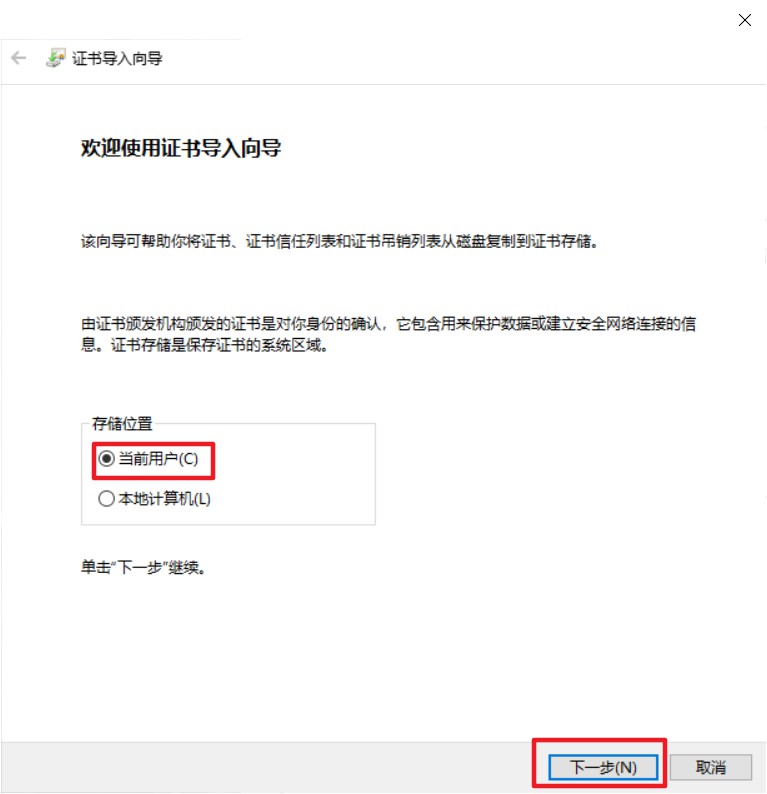 证书导入向导
欢迎使用证书导入向导
该向导可帮助你将证书、证书信任列表和证书吊销列表从磁盘复制到证书存储。
由证书颁发机构颁发的证书是对你身份的确认，它包含用来保护数据或建立安全网络连接的信
息。证书存储是保存证书的系统区域。
存储位置
当前用户(C)
本地计算机(L)
单击“下一步”继续。
下一步(N)
取消